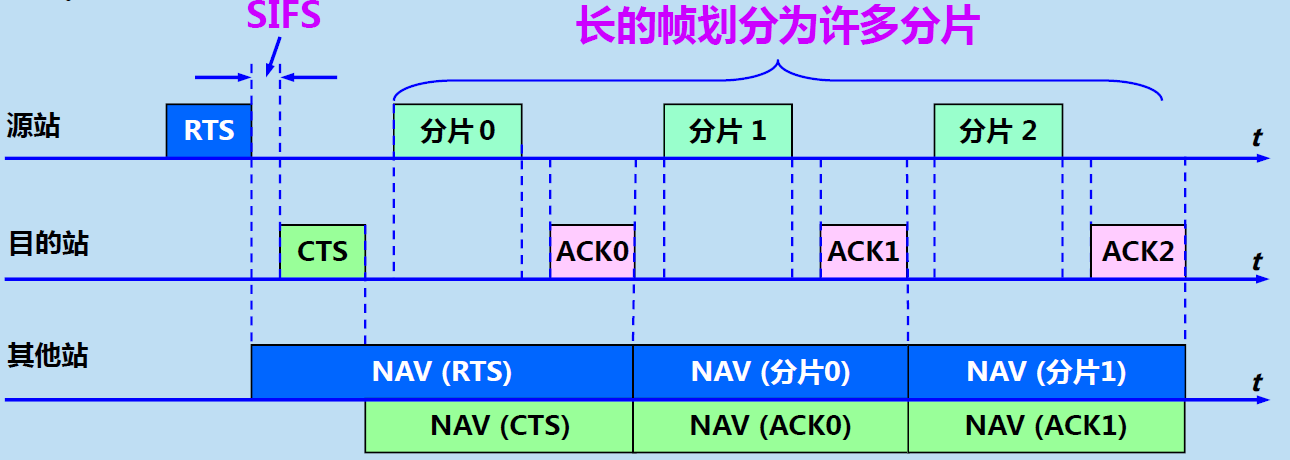 SIFS
长的帧划分为许多分片
源站
RTS
分片 0
分片 1
分片 2
t
目的站
CTS
ACK0
ACK1
ACK2
t
其他站
NAV (RTS)
NAV (分片0)
NAV (分片1)
t
NAV (CTS)
NAV (ACK0)
NAV (ACK1)